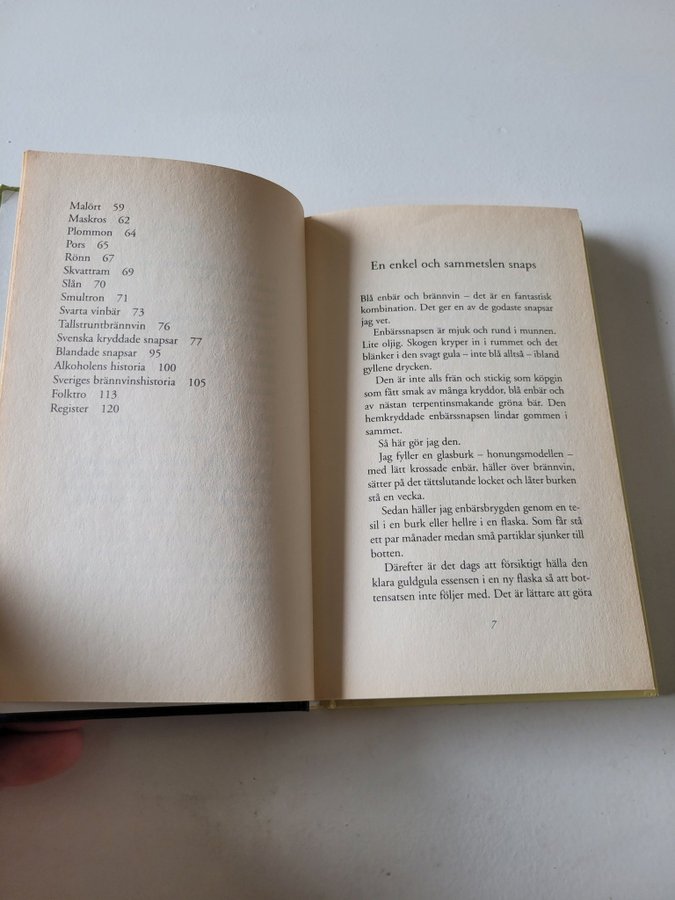 Malört 59
Maskros 62
Plommon 64
Pors 65
Rönn 67
Skvattram 69
Slån 70
Smultron 71
Svarta vinbär 73
Tallstruntbrännvin 76
Svenska kryddade snapsar 77
Blandade snapsar 95
Alkoholens historia 100
Sveriges brännvinshistoria 105
Folktro 113
Register 120
En enkel och sammetslen snaps
Blå enbär och brännvin – det är en fantastisk
kombination. Det ger en av de godaste snapsar
jag vet.
Enbärssnapsen är mjuk och rund i munnen.
Lite oljig. Skogen kryper in i rummet och det
blänker i den svagt gula – inte blå alltså – ibland
gyllene drycken.
Den är inte alls frän och stickig som köpgin
som fått smak av många kryddor, blå enbär och
av nästan terpentinsmakande gröna bär. Den
hemkryddade enbärssnapsen lindar gommen i
sammet.
Så här gör jag den.
Jag fyller en glasburk – honungsmodellen –
med lätt krossade enbär, häller över brännvin,
sätter på det tättslutande locket och låter burken
stå en vecka.
Sedan häller jag enbärsbrygden genom en te-
sil i en burk eller hellre i en flaska. Som får stå
ett par månader medan små partiklar sjunker till
botten.
Därefter är det dags att försiktigt hälla den
klara guldgula essensen i en ny flaska så att bot-
tensatsen inte följer med. Det är lättare att göra
7